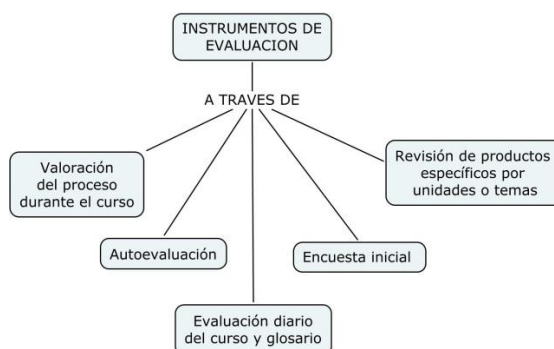 INSTRUMENTOS DE
EVALUACION
A TRAVES DE
Valoración
del proceso
durante el curso
Revisión de productos
específicos por
unidades o temas
Autoevaluación
Encuesta inicial
Evaluación diario
del curso y glosario